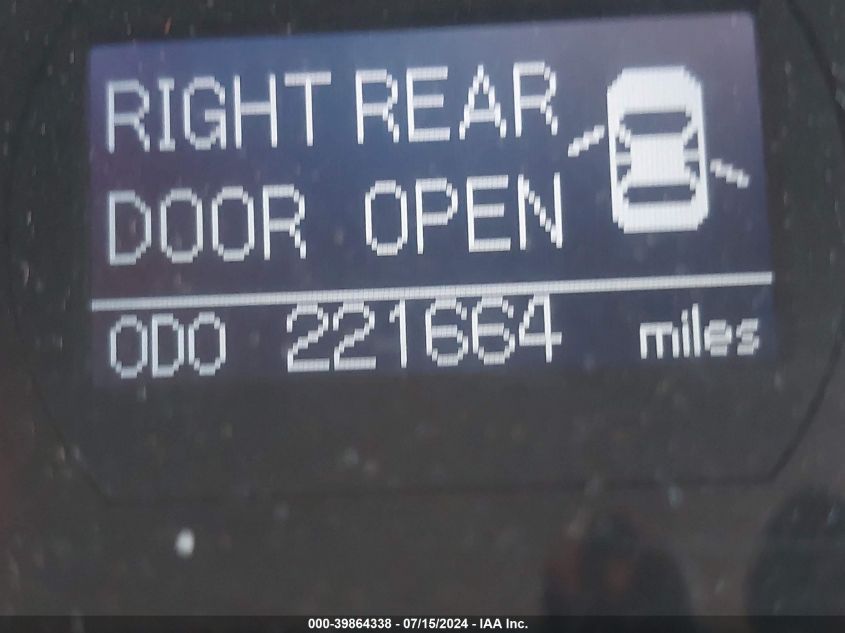 RIGHT REAR
DOOR OPEN
ODO 221664 miles
000-39864338 - 07/15/2024 - IAA Inc.